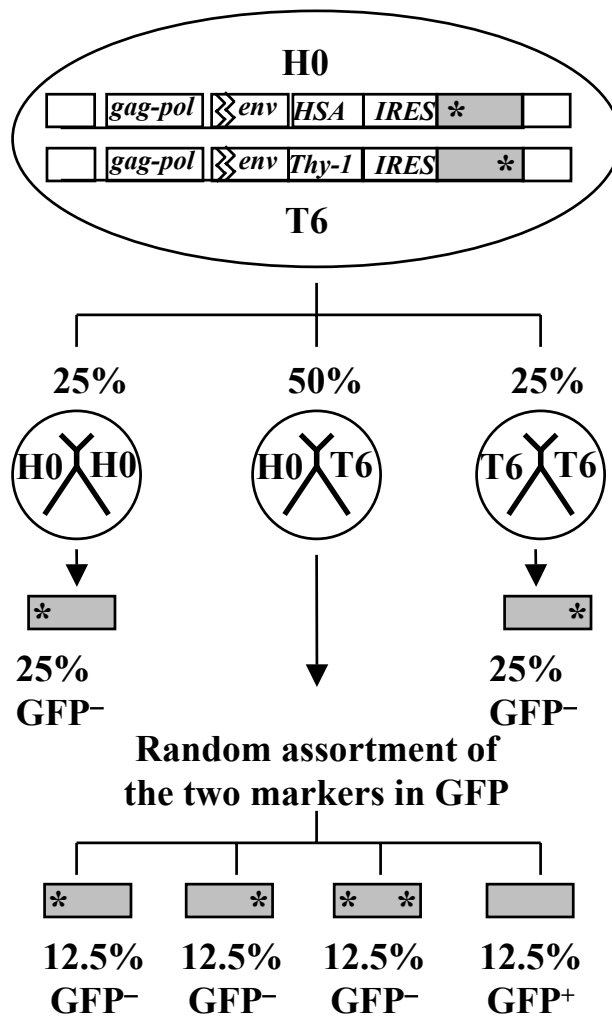 H0
gag-pol env HSA IRES *
gag-pol env Thy-1 IRES *
T6
25% 50% 25%
H0 H0 H0 T6 T6 T6
* *
25% 25%
GFP– GFP–
Random assortment of
the two markers in GFP
* * * *
12.5% 12.5% 12.5% 12.5%
GFP– GFP– GFP– GFP+